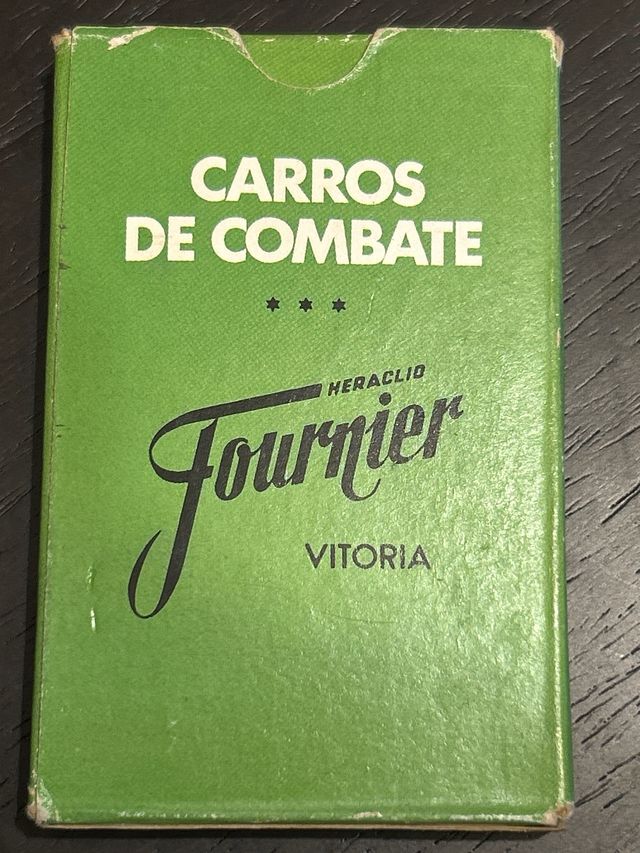 CARROS
DE COMBATE
HERACLIO
Fournier
VITORIA